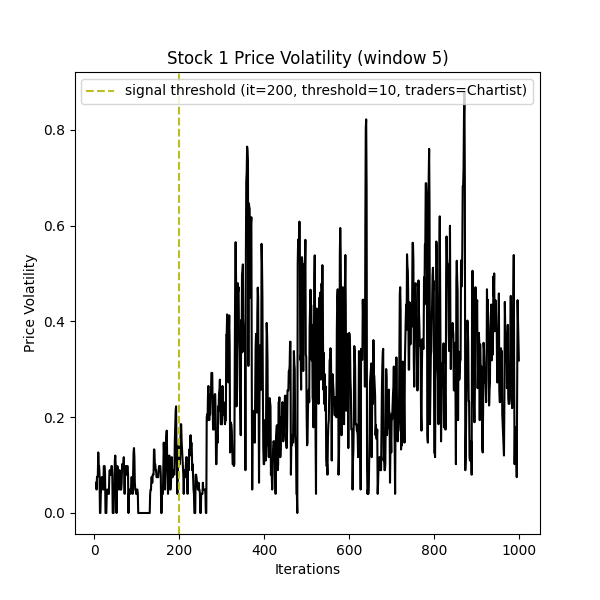 Stock 1 Price Volatility (window 5)
signal threshold (it=200, threshold=10, traders=Chartist)
Price Volatility
0.8
0.6
0.4
0.2
0.0
0 200 400 600 800 1000
Iterations